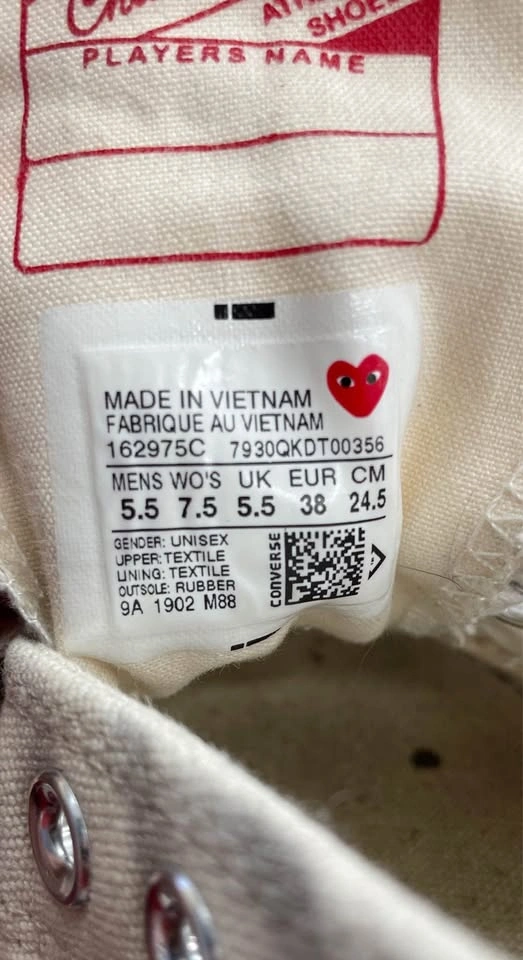 SHOES
PLAYERS NAME
MADE IN VIETNAM
FABRIQUE AU VIETNAM
162975C 7930QKDT00356
MENS WO'S UK EUR CM
5.5 7.5 5.5 38 24.5
GENDER: UNISEX
UPPER: TEXTILE
LINING: TEXTILE
OUTSOLE: RUBBER
9A 1902 M88
CONVERSE